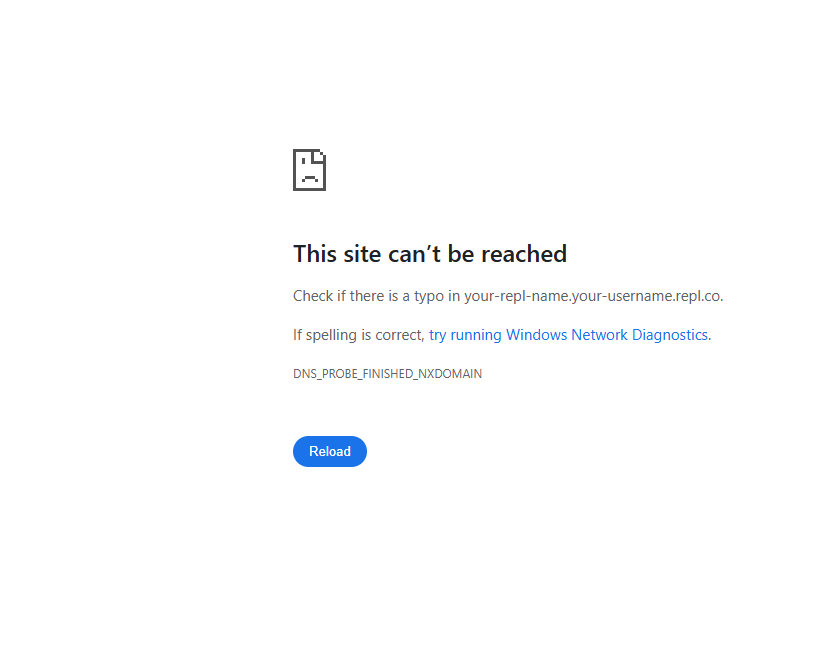 This site can’t be reached
Check if there is a typo in your-repl-name.your-username.repl.co.
If spelling is correct, try running Windows Network Diagnostics.
DNS_PROBE_FINISHED_NXDOMAIN
Reload